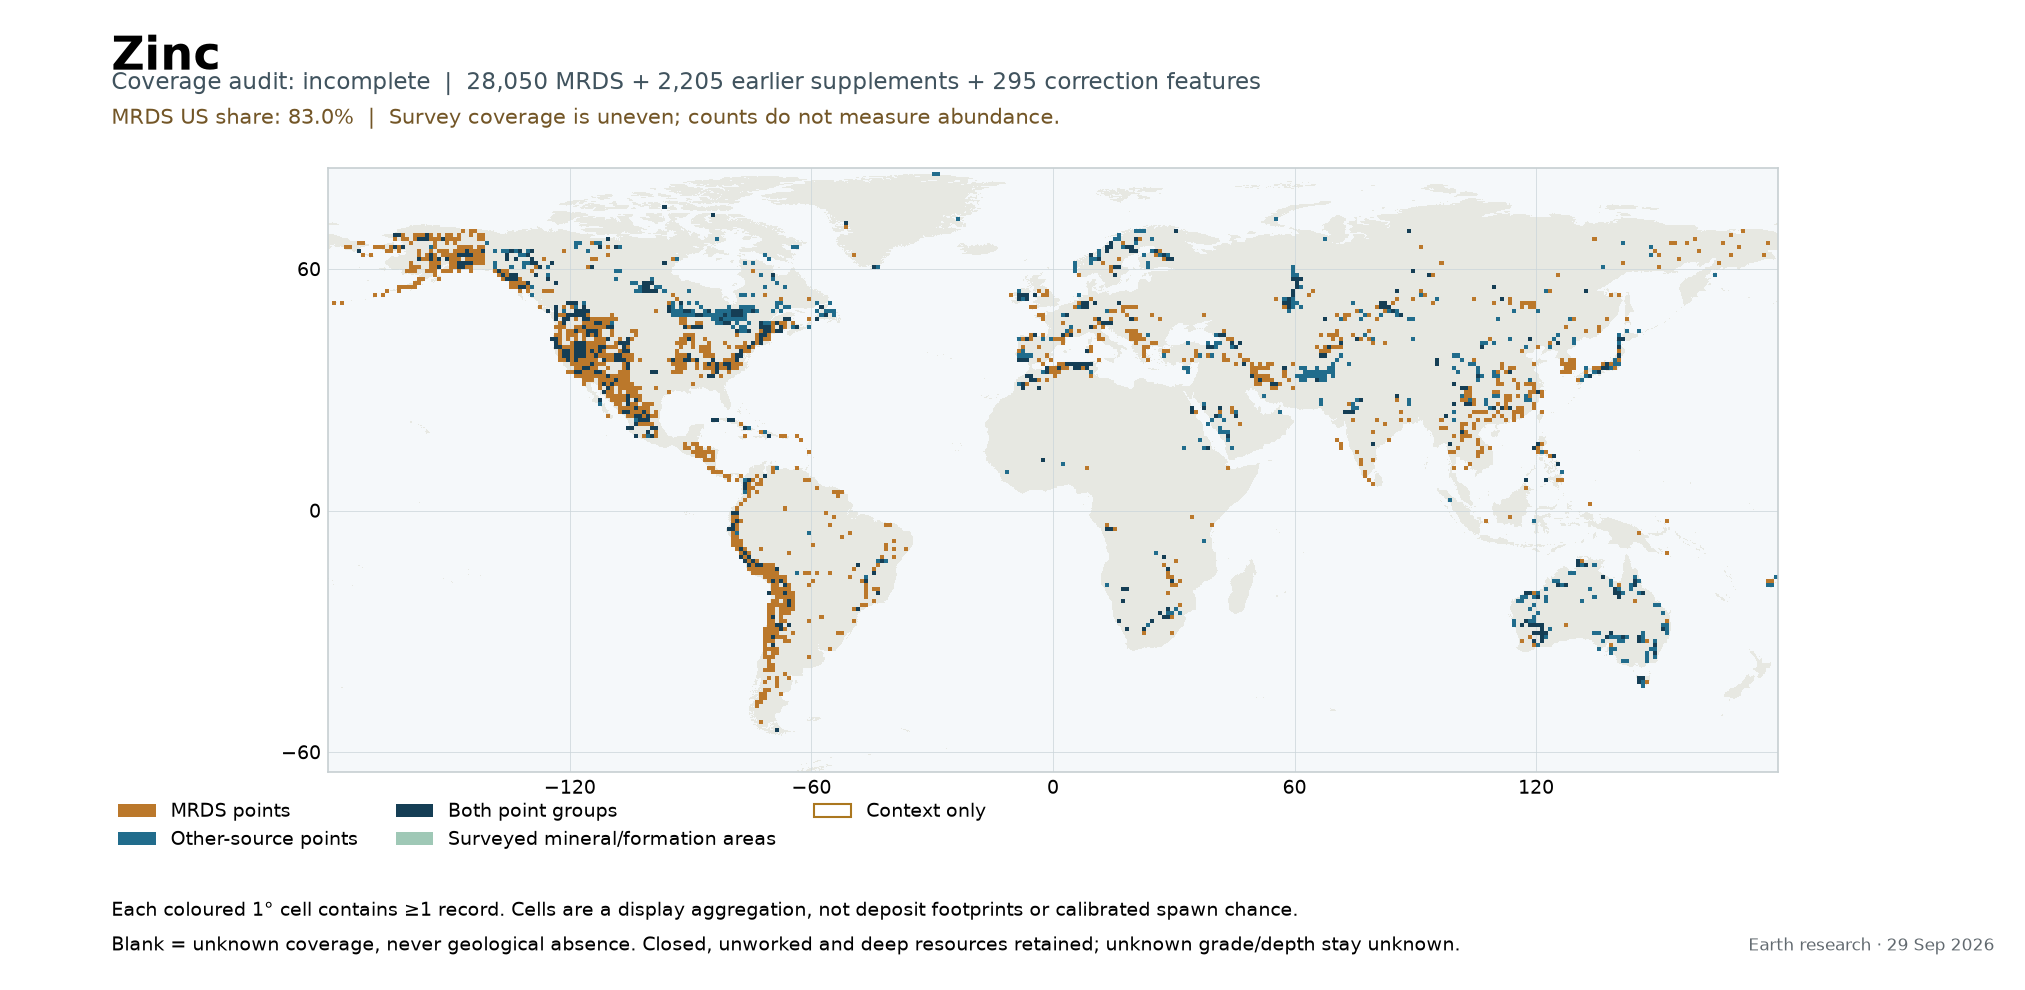 Zinc
Coverage audit: incomplete | 28,050 MRDS + 2,205 earlier supplements + 295 correction features
MRDS US share: 83.0% | Survey coverage is uneven; counts do not measure abundance.
60
0
−60
−120
−60
0
60
120
MRDS points
Both point groups
Context only
Other-source points
Surveyed mineral/formation areas
Each coloured 1° cell contains ≥1 record. Cells are a display aggregation, not deposit footprints or calibrated spawn chance.
Blank = unknown coverage, never geological absence. Closed, unworked and deep resources retained; unknown grade/depth stay unknown.
Earth research · 29 Sep 2026